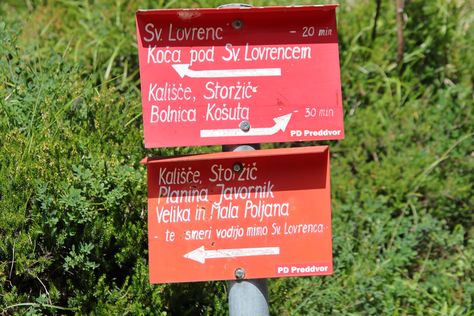 Sv. Lovrenc - 20 min
Koča pod Sv. Lovrencem
Kališče, Storžič
Bolnica Košuta - 30 min
PD Preddvor
Kališče, Storžič
Planina Javornik
Velika in Mala Poljana
- te smeri vodijo mimo Sv. Lovrenca
PD Preddvor